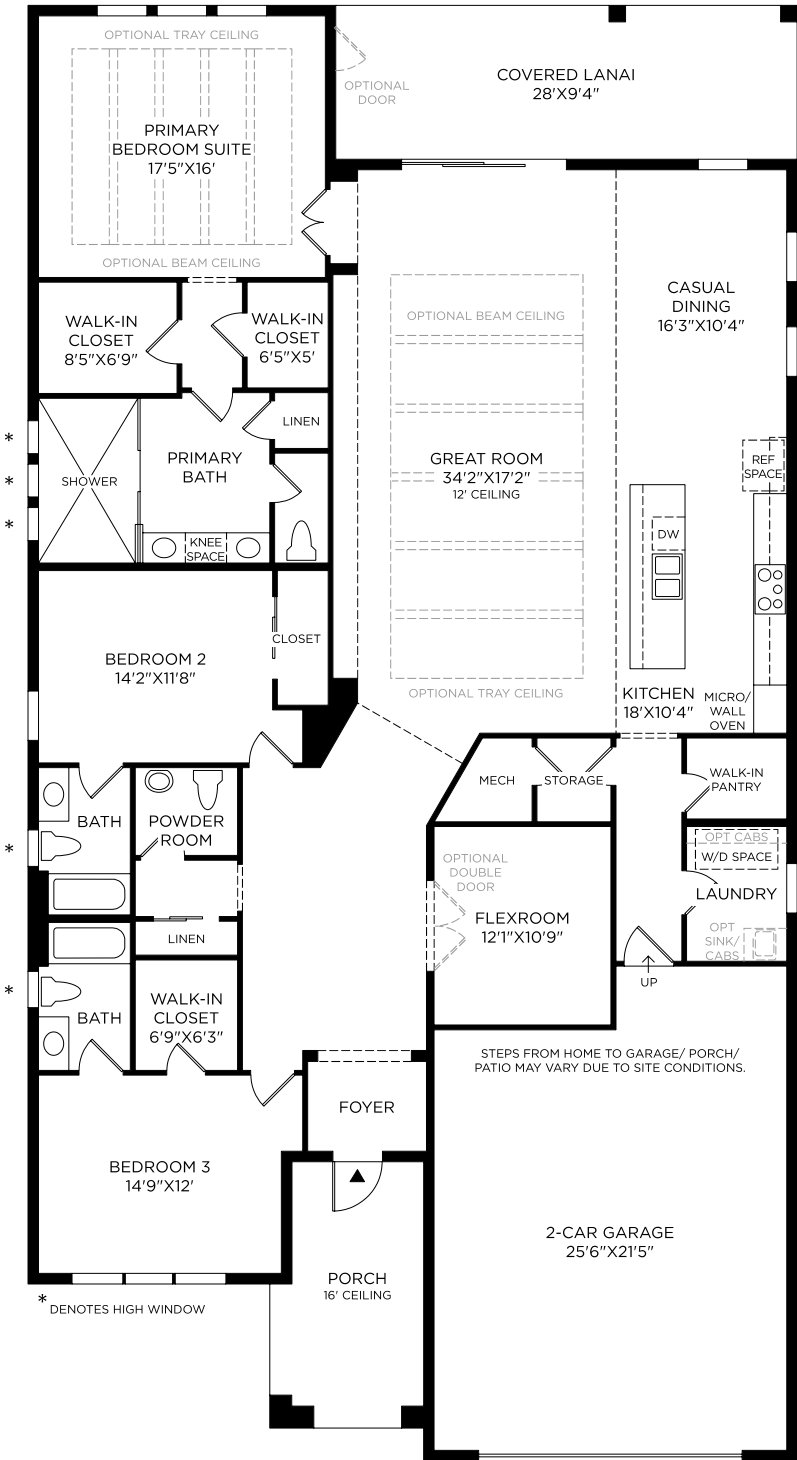 OPTIONAL TRAY CEILING
PRIMARY
BEDROOM SUITE
17'5"X16'
OPTIONAL BEAM CEILING
OPTIONAL
DOOR
COVERED LANAI
28'X9'4"
WALK-IN
CLOSET
8'5"X6'9"
WALK-IN
CLOSET
6'5"X5'
OPTIONAL BEAM CEILING
CASUAL
DINING
16'3"X10'4"
*
*
*
SHOWER
PRIMARY
BATH
LINEN
KNEE
SPACE
GREAT ROOM
34'2"X17'2"
12' CEILING
REF
SPACE
DW
BEDROOM 2
14'2"X11'8"
CLOSET
OPTIONAL TRAY CEILING
KITCHEN
18'X10'4"
MICRO/
WALL
OVEN
MECH
STORAGE
WALK-IN
PANTRY
*
BATH
POWDER
ROOM
LINEN
OPTIONAL
DOUBLE
DOOR
FLEXROOM
12'1"X10'9"
OPT CABS
W/D SPACE
LAUNDRY
OPT
SINK/
CABS
UP
*
BATH
WALK-IN
CLOSET
6'9"X6'3"
STEPS FROM HOME TO GARAGE/ PORCH/
PATIO MAY VARY DUE TO SITE CONDITIONS.
FOYER
BEDROOM 3
14'9"X12'
2-CAR GARAGE
25'6"X21'5"
PORCH
16' CEILING
* DENOTES HIGH WINDOW